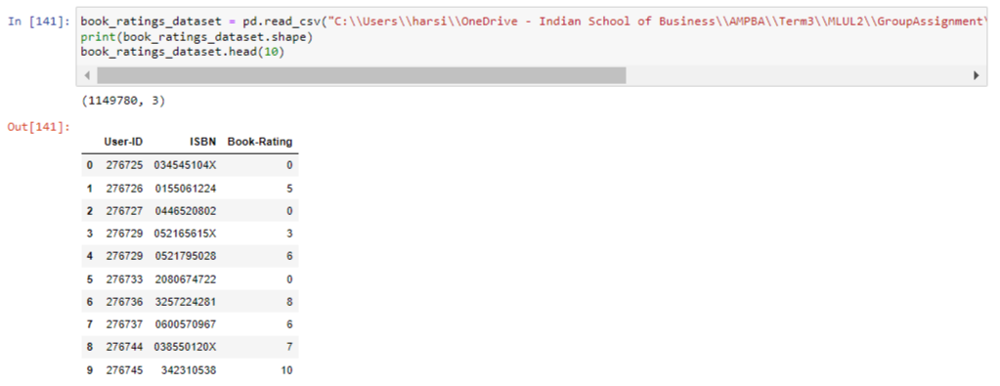 In [141]: book_ratings_dataset = pd.read_csv("C:\\Users\\harsi\\OneDrive - Indian School of Business\\AMPBA\\Term3\\MLUL2\\GroupAssignment\
print(book_ratings_dataset.shape)
book_ratings_dataset.head(10)
(1149780, 3)
Out[141]:
User-ID ISBN Book-Rating
0 276725 034545104X 0
1 276726 0155061224 5
2 276727 0446520802 0
3 276729 052165615X 3
4 276729 0521795028 6
5 276733 2080674722 0
6 276736 3257224281 8
7 276737 0600570967 6
8 276744 038550120X 7
9 276745 342310538 10